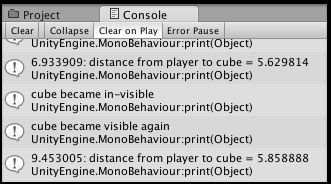 Project
Console
Clear
Collapse
Clear on Play
Error Pause
UnityEngine.MonoBehaviour:print(Object)
6.933909: distance from player to cube = 5.629814
UnityEngine.MonoBehaviour:print(Object)
cube became in-visible
UnityEngine.MonoBehaviour:print(Object)
cube became visible again
UnityEngine.MonoBehaviour:print(Object)
9.453005: distance from player to cube = 5.858888
UnityEngine.MonoBehaviour:print(Object)